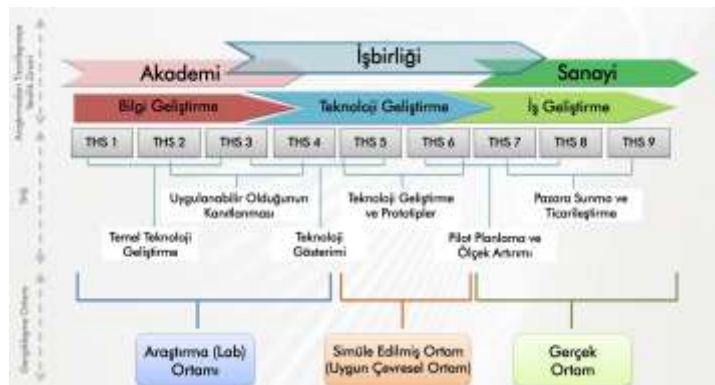 İşbirliği
Akademi
Sanayi
Bilgi Geliştirme
Teknoloji Geliştirme
İş Geliştirme
THS 1
THS 2
THS 3
THS 4
THS 5
THS 6
THS 7
THS 8
THS 9
Uygulanabilir Olduğunun
Kanıtlanması
Teknoloji Geliştirme
ve Prototipler
Pazara Sunma ve
Ticarileştirme
Temel Teknoloji
Geliştirme
Teknoloji
Gösterimi
Pilot Planlama ve
Ölçek Artırımı
Araştırma (Lab)
Ortamı
Simüle Edilmiş Ortam
(Uygun Çevresel Ortam)
Gerçek
Ortam
THS